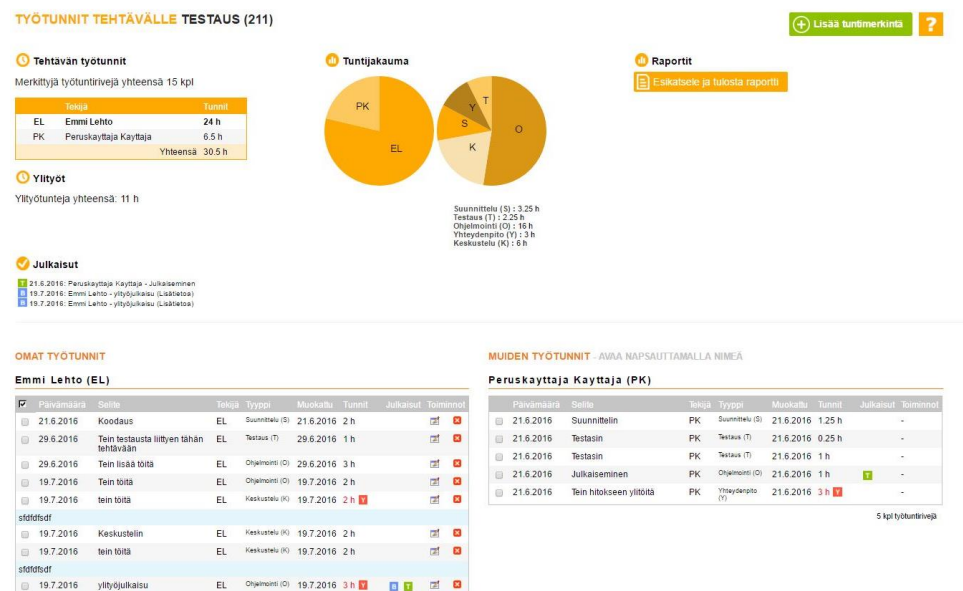 TYÖTUNNIT TEHTÄVÄLLE TESTAUS (211)
Lisää tuntimerkintä
?
Tehtävän työtunnit
Merkittyjä työtuntirivejä yhteensä 15 kpl
Tekijä Tunnit
EL Emmi Lehto 24 h
PK Peruskayttaja Kayttaja 6.5 h
Yhteensä 30.5 h
Ylityöt
Ylityötunteja yhteensä: 11 h
Tuntijakauma
PK
EL
T
Y
S
O
K
Suunnittelu (S) : 3.25 h
Testaus (T) : 2.25 h
Ohjelmointi (O) : 16 h
Yhteydenpito (Y) : 3 h
Keskustelu (K) : 6 h
Raportit
Esikatsele ja tulosta raportti
Julkaisut
T 21.6.2016: Peruskayttaja Kayttaja - Julkaiseminen
B 19.7.2016: Emmi Lehto - ylityöjulkaisu (Lisätietoa)
B 19.7.2016: Emmi Lehto - ylityöjulkaisu (Lisätietoa)
OMAT TYÖTUNNIT
Emmi Lehto (EL)
Päivämäärä Selite Tekijä Tyyppi Muokattu Tunnit Julkaisut Toiminnot
21.6.2016 Koodaus EL Suunnittelu (S) 21.6.2016 2 h
29.6.2016 Tein testausta liittyen tähän EL Testaus (T) 29.6.2016 1 h
tehtävään
29.6.2016 Tein lisää töitä EL Ohjelmointi (O) 29.6.2016 3 h
19.7.2016 Tein töitä EL Ohjelmointi (O) 19.7.2016 2 h
19.7.2016 tein töitä EL Keskustelu (K) 19.7.2016 2 h Y
sfdfdfsdf
19.7.2016 Keskustelin EL Keskustelu (K) 19.7.2016 2 h
19.7.2016 tein töitä EL Keskustelu (K) 19.7.2016 2 h
sfdfdfsdf
19.7.2016 ylityöjulkaisu EL Ohjelmointi (O) 19.7.2016 3 h Y B T
MUIDEN TYÖTUNNIT - AVAA NAPSAUTTAMALLA NIMEÄ
Peruskayttaja Kayttaja (PK)
Päivämäärä Selite Tekijä Tyyppi Muokattu Tunnit Julkaisut Toiminnot
21.6.2016 Suunnittelin PK Suunnittelu (S) 21.6.2016 1.25 h -
21.6.2016 Testasin PK Testaus (T) 21.6.2016 0.25 h -
21.6.2016 Testasin PK Testaus (T) 21.6.2016 1 h -
21.6.2016 Julkaiseminen PK Ohjelmointi (O) 21.6.2016 1 h T -
21.6.2016 Tein hitokseen ylitöitä PK Yhteydenpito 21.6.2016 3 h Y -
(Y)
5 kpl työtuntirivejä